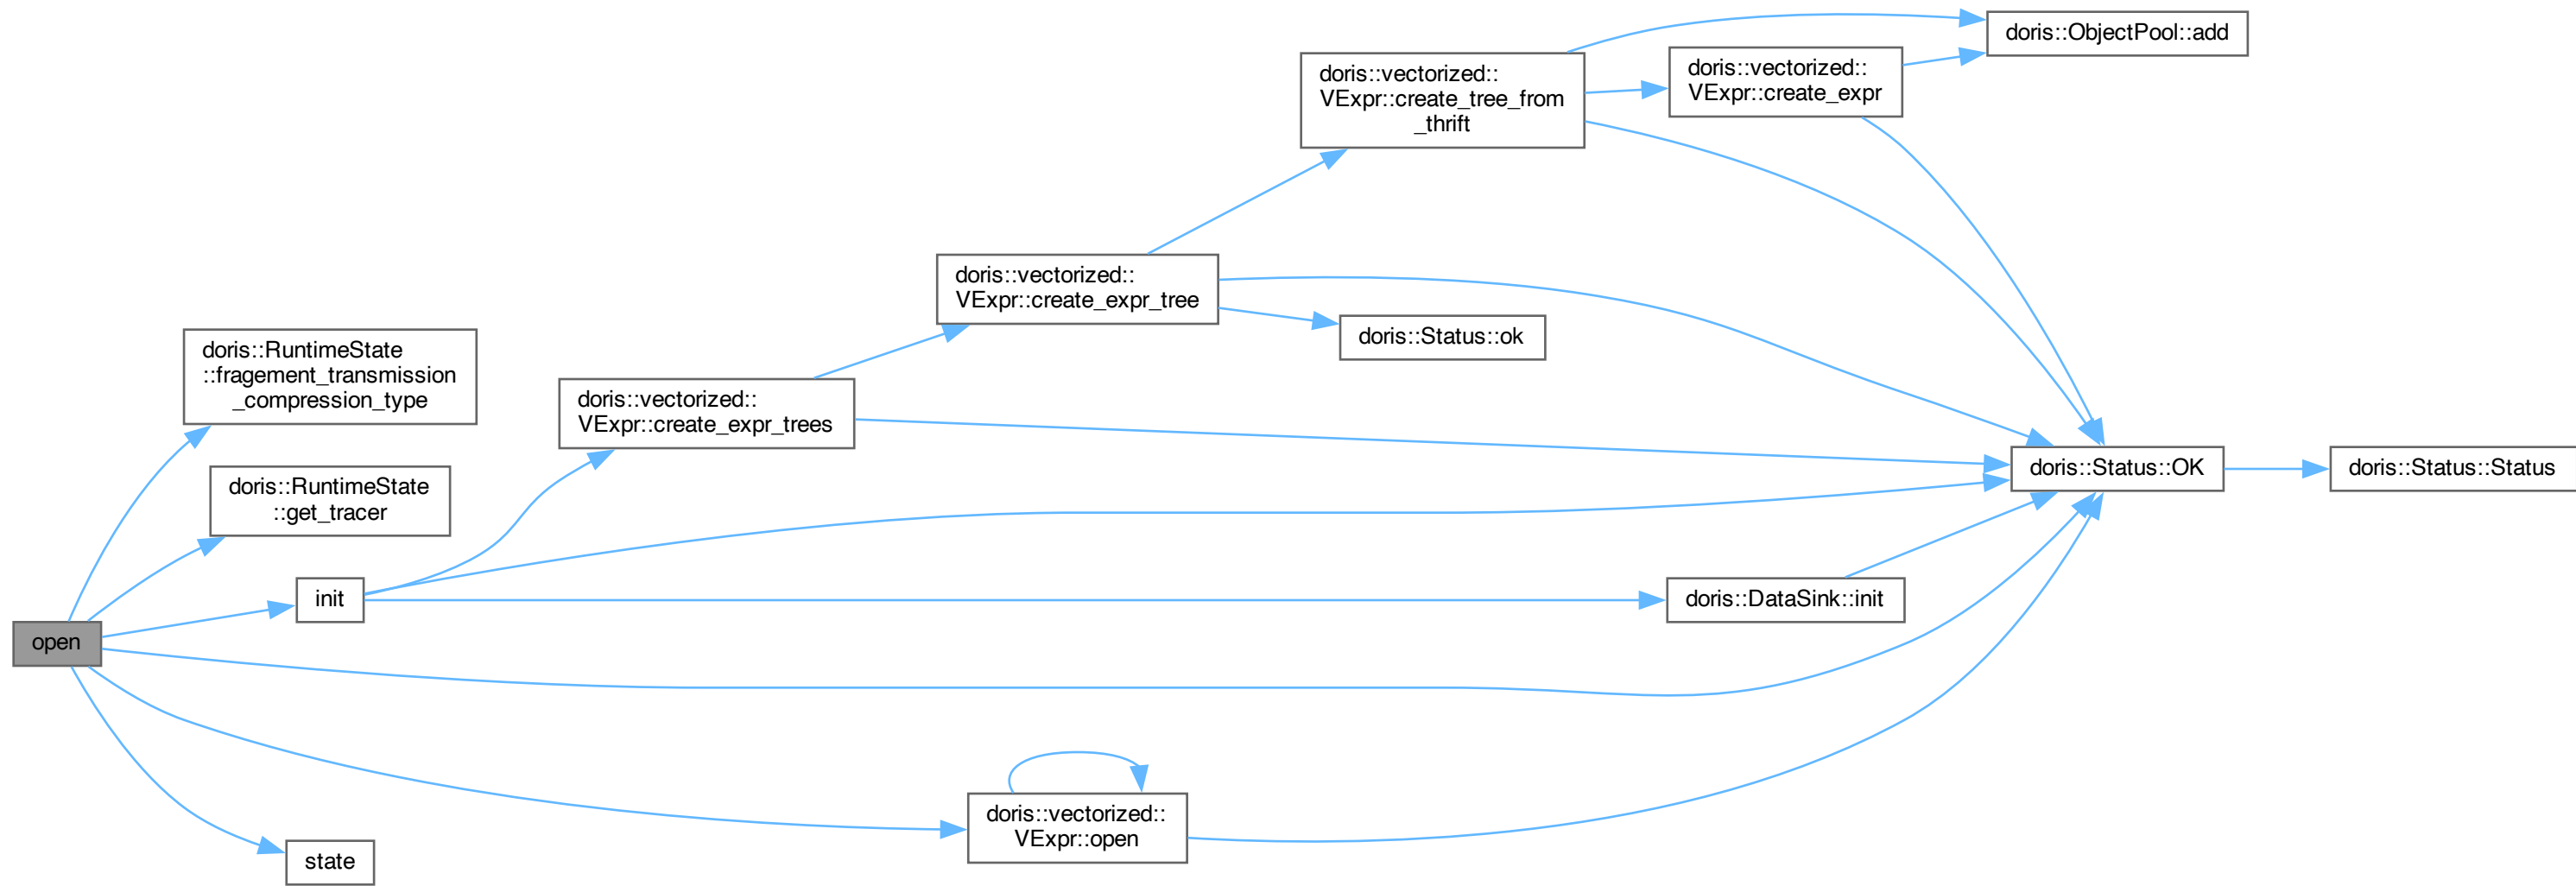 doris::ObjectPool::add
doris::vectorized::
VExpr::create_tree_from
_thrift
doris::vectorized::
VExpr::create_expr
doris::vectorized::
VExpr::create_expr_tree
doris::Status::ok
doris::RuntimeState
::fragement_transmission
_compression_type
doris::vectorized::
VExpr::create_expr_trees
doris::Status::OK
doris::Status::Status
doris::RuntimeState
::get_tracer
init
doris::DataSink::init
open
doris::vectorized::
VExpr::open
state